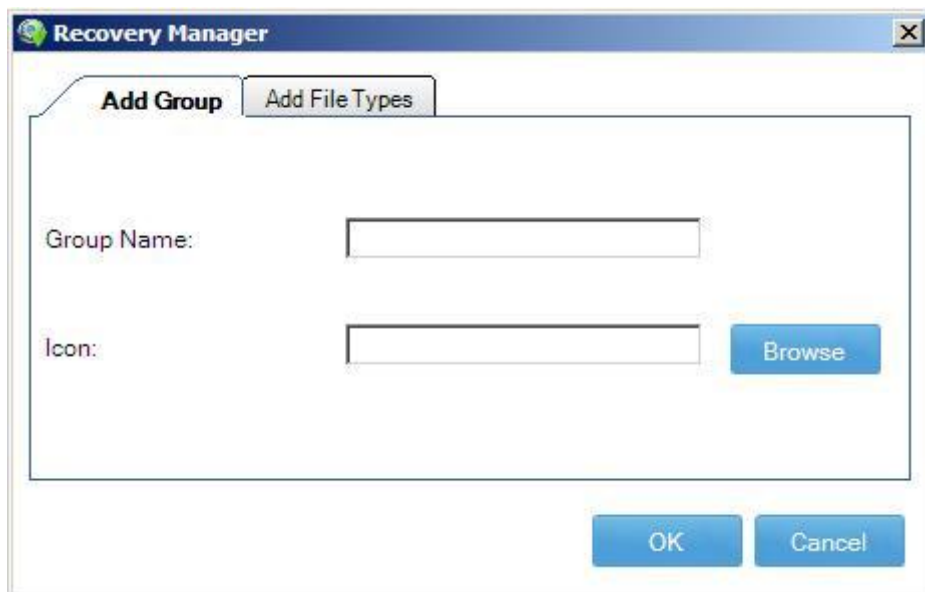 Recovery Manager
Add Group
Add File Types
Group Name:
Icon:
Browse
OK
Cancel